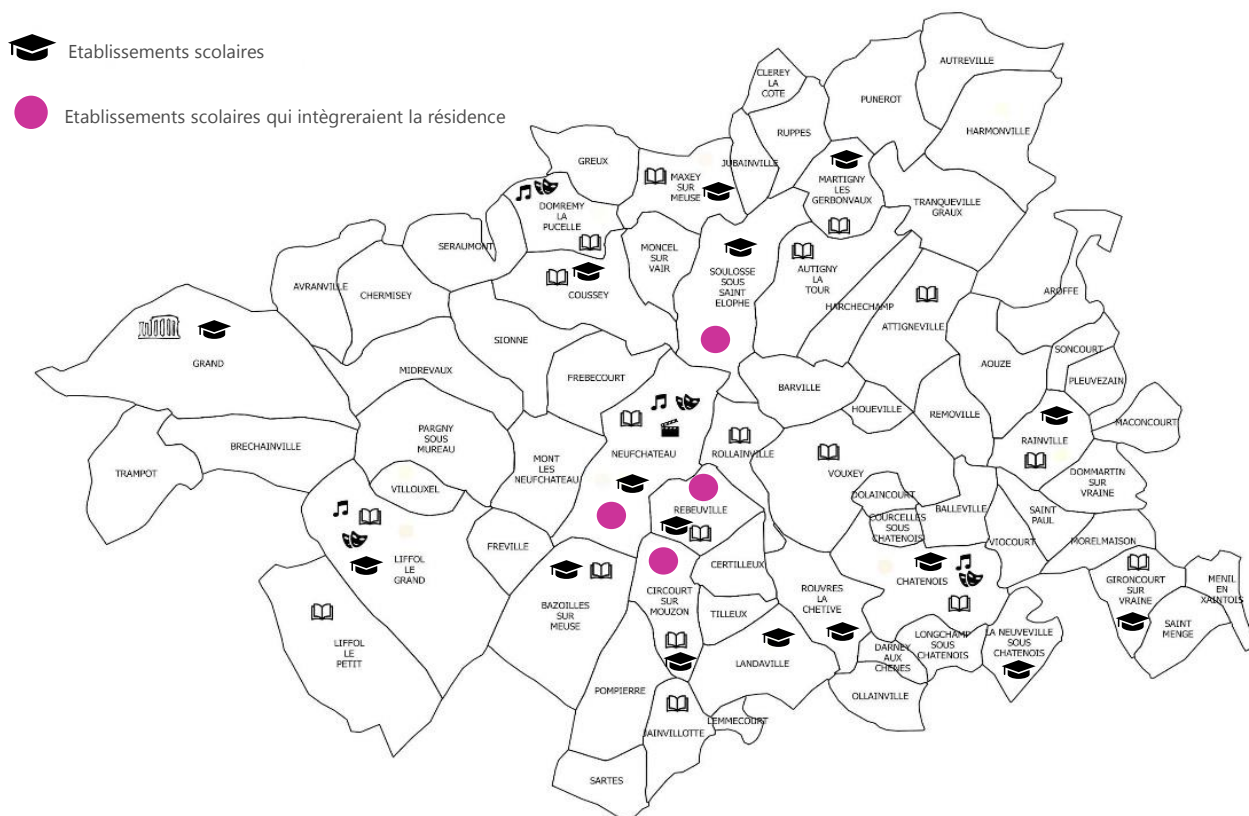 Etablissements scolaires
Etablissements scolaires qui intègreraient la résidence
AUTREVILLE
CLEREY
LA
COTE
PUNEROT
HARMONVILLE
RUPPES
GREUX
JUBAINVILLE
MAXEY
SUR
MEUSE
MARTIGNY
LES
GERBONVAUX
TRANQUEVILLE
GRAUX
DOMREMY
LA
PUCELLE
SERAUMONT
MONCEL
SUR
VAIR
SOULOSSE
SOUS
SAINT
ELOPHE
AUTIGNY
LA
TOUR
AVRANVILLE
CHERMISEY
COUSSEY
HARCHECHAMP
ATTIGNEVILLE
AROFFE
GRAND
SIONNE
MIDREVAUX
FREBECOURT
BARVILLE
AOUZE
SONCOURT
PLEUVEZAIN
HOUEVILLE
REMOVILLE
MACONCOURT
RAINVILLE
BRECHAINVILLE
PARGNY
SOUS
MUREAU
NEUFCHATEAU
ROLLAINVILLE
TRAMPOT
MONT
LES
NEUFCHATEAU
VOUXEY
DOMMARTIN
SUR
VRAINE
VILLOUXEL
DOLAINCOURT
REBEUVILLE
COURCELLES
SOUS
CHATENOIS
BALLEVILLE
SAINT
PAUL
VIOCOURT
MORELMAISON
FREVILLE
LIFFOL
LE
GRAND
CERTILLEUX
CHATENOIS
GIRONCOURT
SUR
VRAINE
MENIL
EN
XAINTOIS
BAZOILLES
SUR
MEUSE
CIRCOURT
SUR
MOUZON
ROUVRES
LA
CHETIVE
TILLEUX
SAINT
MENGE
LIFFOL
LE
PETIT
LANDAVILLE
DARNEY
AUX
CHENES
LONGCHAMP
SOUS
CHATENOIS
LA NEUVEVILLE
SOUS
CHATENOIS
POMPIERRE
OLLAINVILLE
LEMMECOURT
JAINVILLOTTE
SARTES